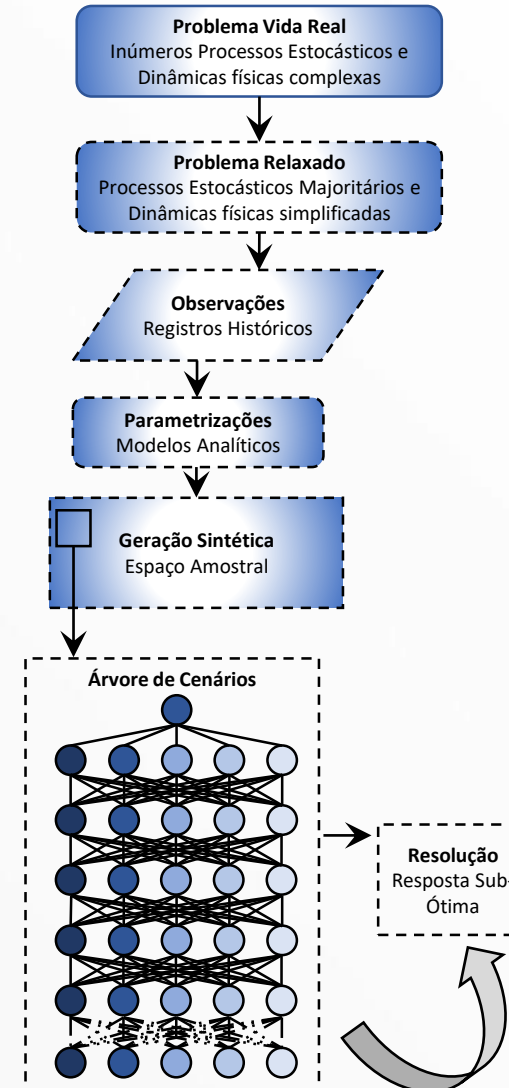 Problema Vida Real
Inúmeros Processos Estocásticos e
Dinâmicas físicas complexas
Problema Relaxado
Processos Estocásticos Majoritários e
Dinâmicas físicas simplificadas
Observações
Registros Históricos
Parametrizações
Modelos Analíticos
Geração Sintética
Espaço Amostral
Árvore de Cenários
Resolução
Resposta Sub-
Ótima